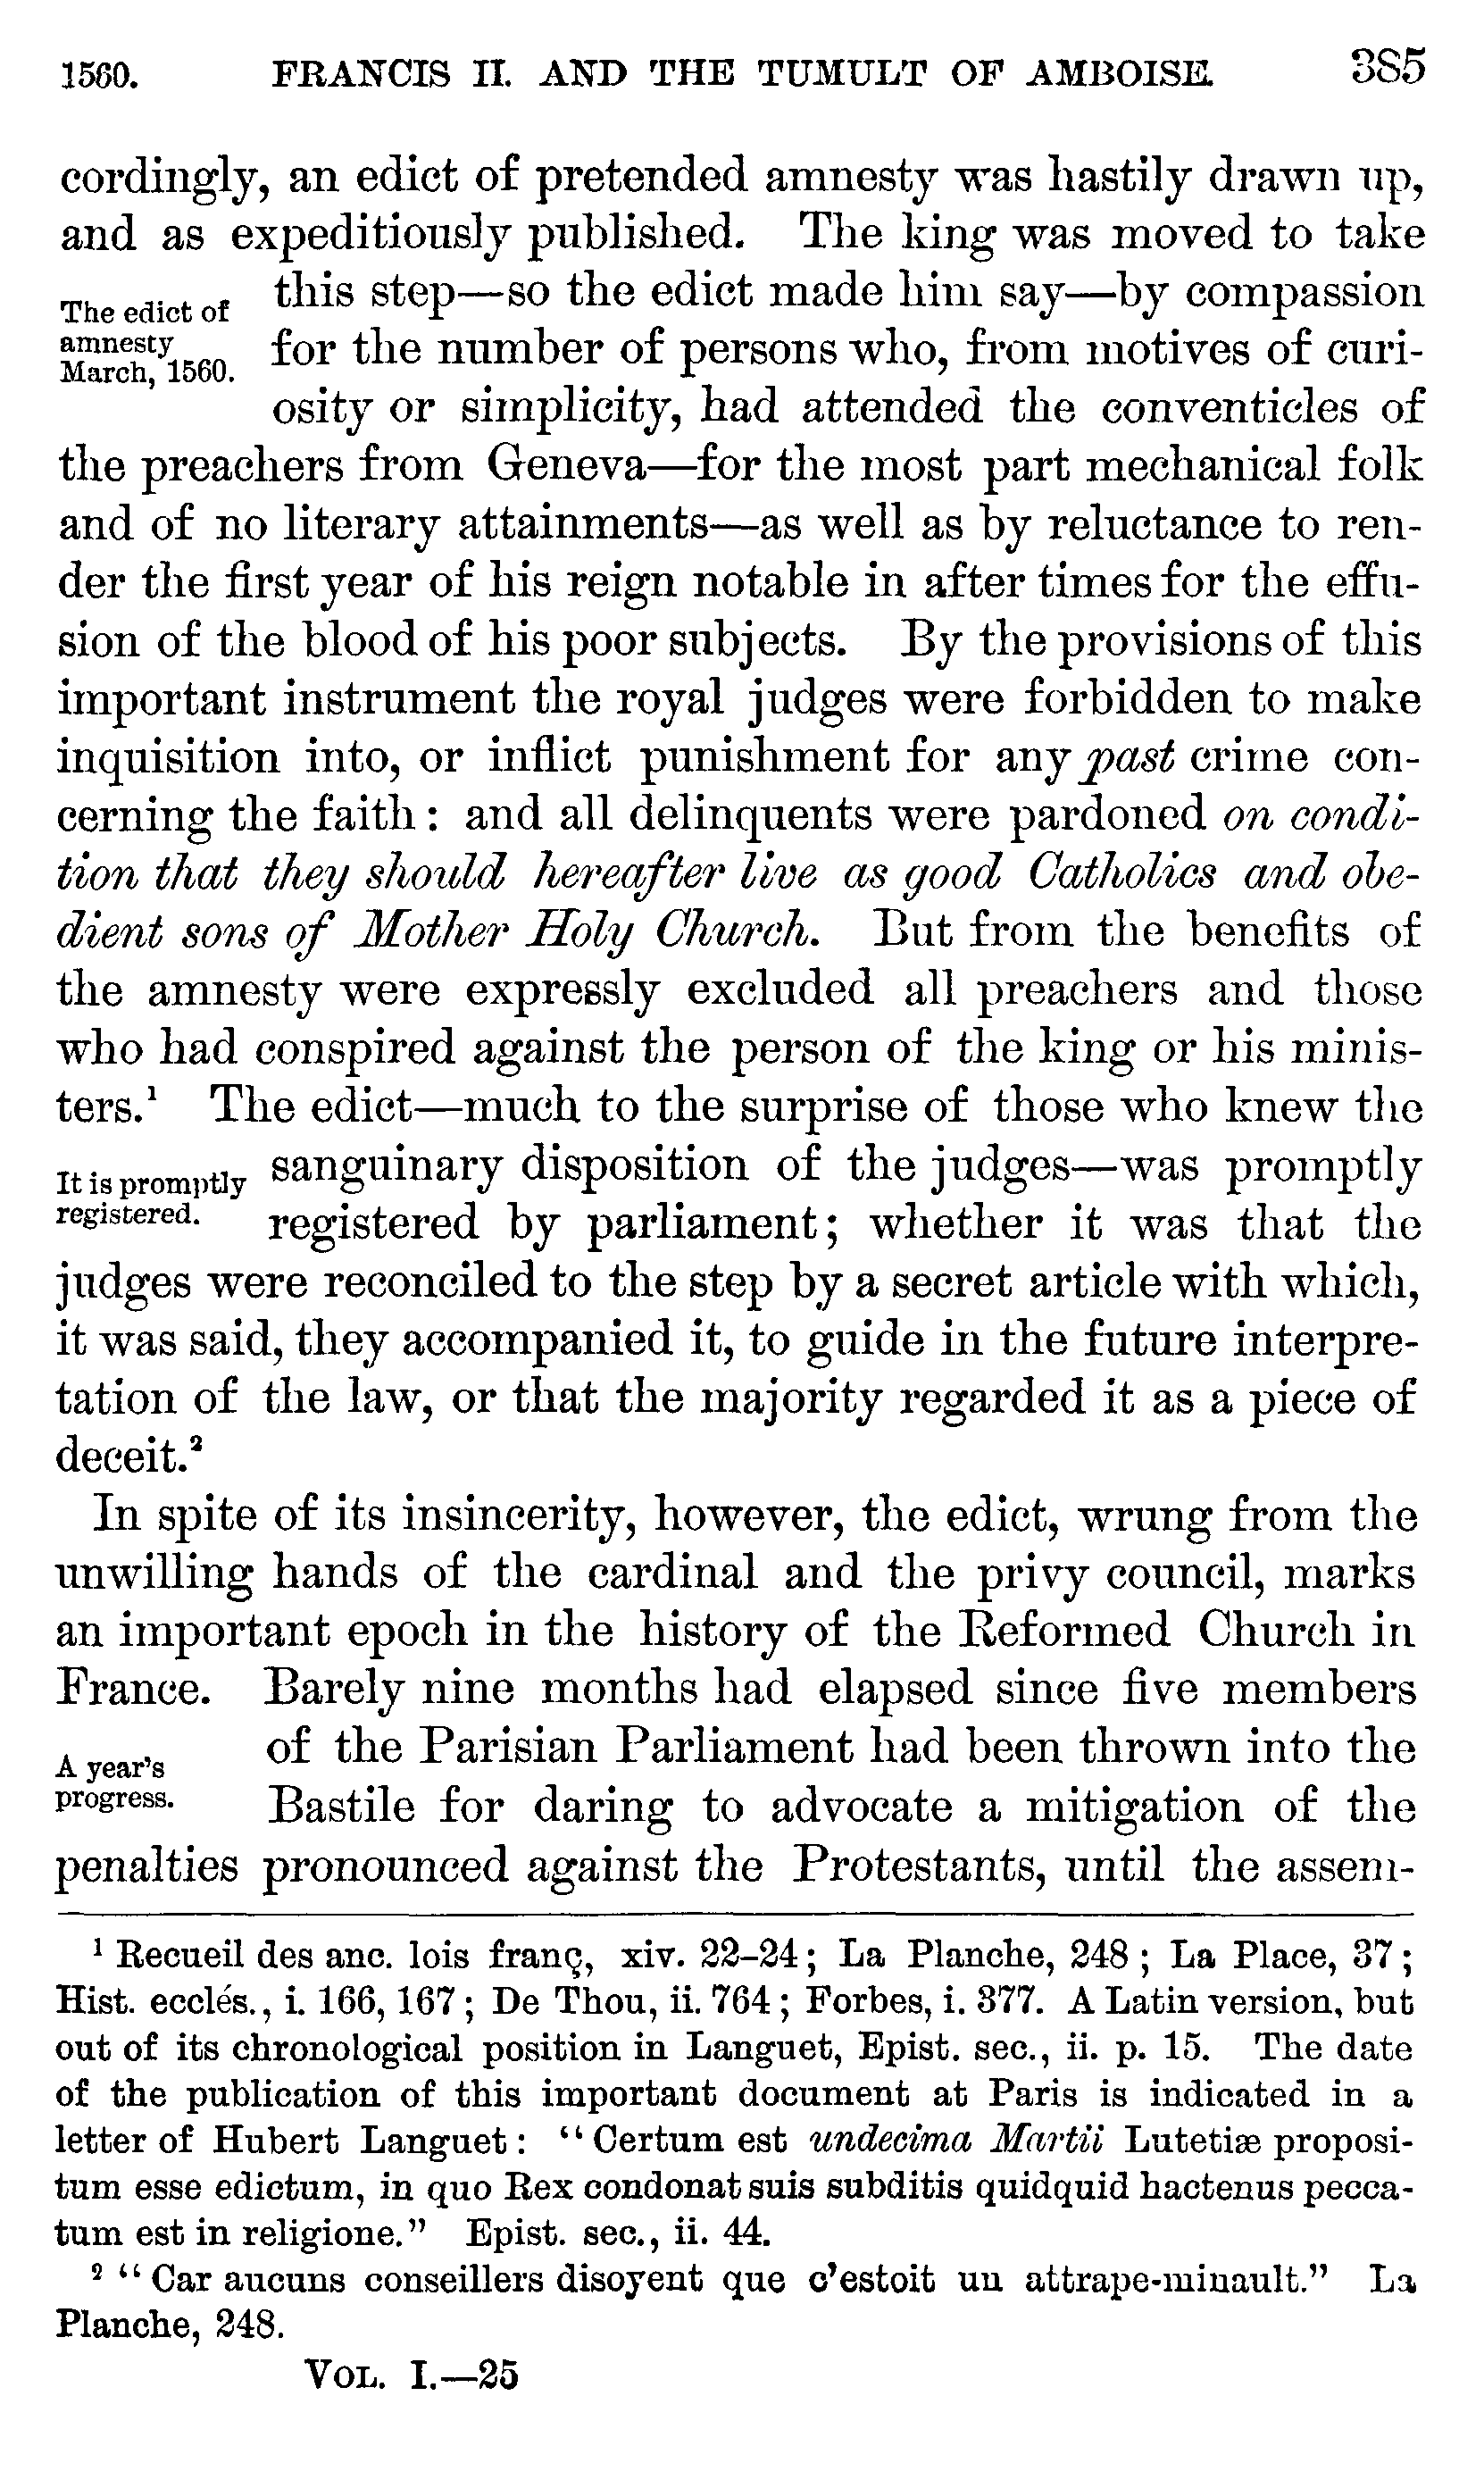 1560. FRANCIS II. AND THE TUMULT OF AMBOISE. 385
cordingly, an edict of pretended amnesty was hastily drawn up,
and as expeditiously published. The king was moved to take
this step—so the edict made him say—by compassion
The edict of
amnesty
March, 1560.
for the number of persons who, from motives of curi-
osity or simplicity, had attended the conventicles of
the preachers from Geneva—for the most part mechanical folk
and of no literary attainments—as well as by reluctance to ren-
der the first year of his reign notable in after times for the effu-
sion of the blood of his poor subjects. By the provisions of this
important instrument the royal judges were forbidden to make
inquisition into, or inflict punishment for any past crime con-
cerning the faith: and all delinquents were pardoned on condi-
tion that they should hereafter live as good Catholics and obe-
dient sons of Mother Holy Church. But from the benefits of
the amnesty were expressly excluded all preachers and those
who had conspired against the person of the king or his minis-
ters.¹ The edict—much to the surprise of those who knew the
It is promptly
registered.
sanguinary disposition of the judges—was promptly
registered by parliament; whether it was that the
judges were reconciled to the step by a secret article with which,
it was said, they accompanied it, to guide in the future interpre-
tation of the law, or that the majority regarded it as a piece of
deceit.²
In spite of its insincerity, however, the edict, wrung from the
unwilling hands of the cardinal and the privy council, marks
an important epoch in the history of the Reformed Church in
France. Barely nine months had elapsed since five members
A year's
progress.
of the Parisian Parliament had been thrown into the
Bastile for daring to advocate a mitigation of the
penalties pronounced against the Protestants, until the assem-
¹ Recueil des anc. lois franç, xiv. 22–24; La Planche, 248; La Place, 37;
Hist. ecclés., i. 166, 167; De Thou, ii. 764; Forbes, i. 377. A Latin version, but
out of its chronological position in Languet, Epist. sec., ii. p. 15. The date
of the publication of this important document at Paris is indicated in a
letter of Hubert Languet: "Certum est undecima Martii Lutetiæ proposi-
tum esse edictum, in quo Rex condonat suis subditis quidquid hactenus pecca-
tum est in religione." Epist. sec., ii. 44.
² "Car aucuns conseillers disoyent que c'estoit un attrape-minault." La
Planche, 248.
VOL. I.—25